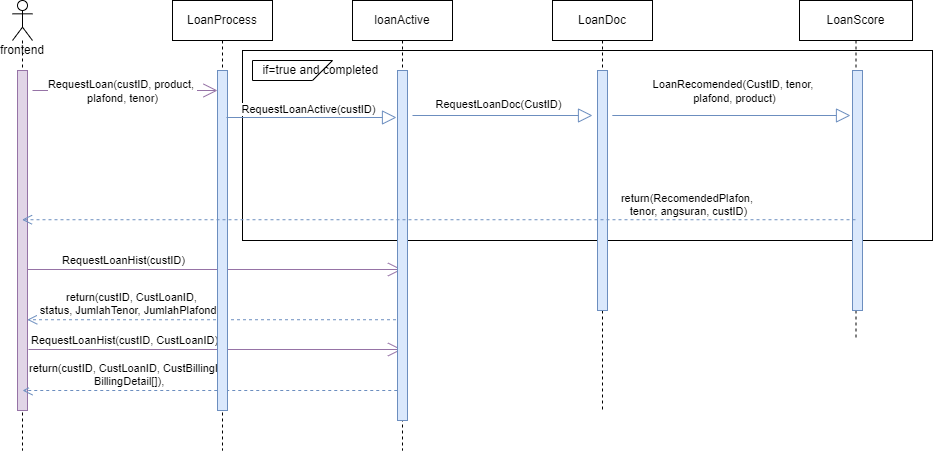 LoanProcess
loanActive
LoanDoc
LoanScore
frontend
if=true and completed
RequestLoan(custID, product,
plafond, tenor)
RequestLoanActive(custID)
RequestLoanDoc(CustID)
LoanRecomended(CustID, tenor,
plafond, product)
return(RecomendedPlafon,
tenor, angsuran, custID)
RequestLoanHist(custID)
return(custID, CustLoanID,
status, JumlahTenor, JumlahPlafond
RequestLoanHist(custID, CustLoanID)
return(custID, CustLoanID, CustBillingI
BillingDetail[]),